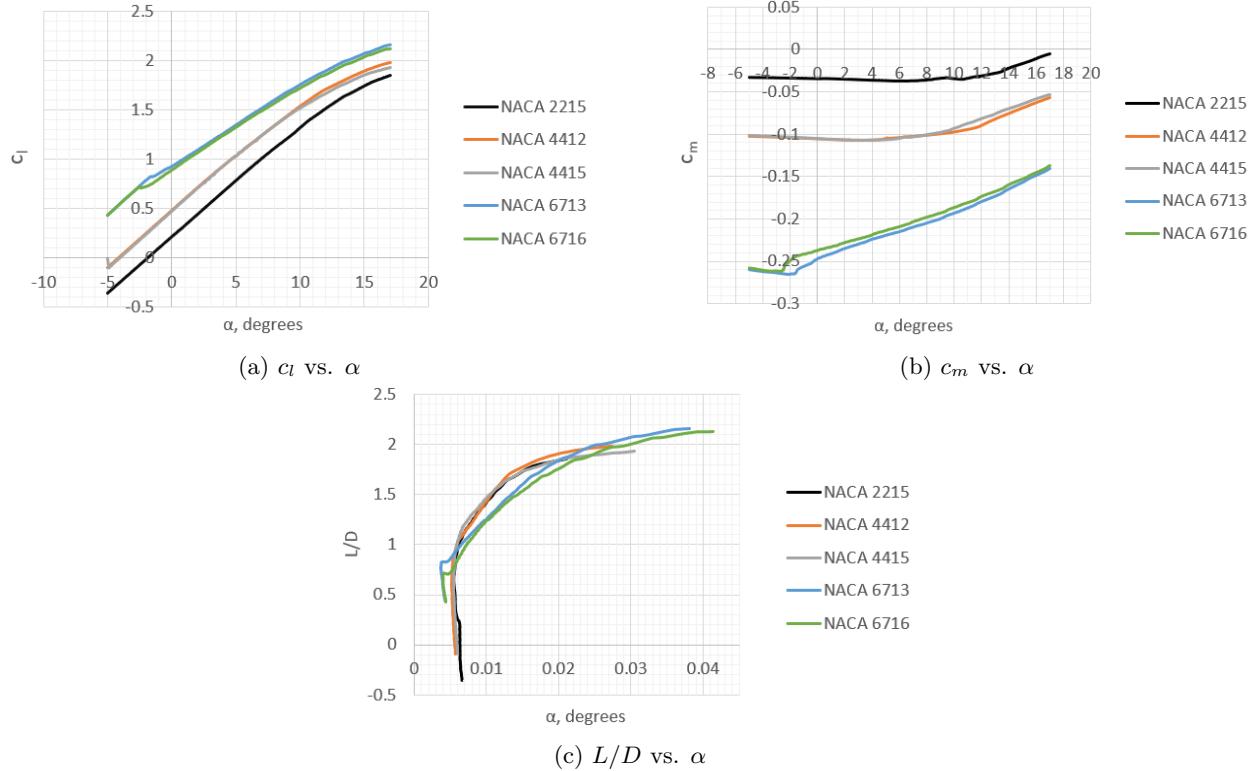 2.5
2
1.5
1
0.5
0
-0.5
-10
-5
0
5
10
15
20
c_l
α, degrees
NACA 2215
NACA 4412
NACA 4415
NACA 6713
NACA 6716
(a) c_l vs. α
0.05
0
-0.05
-0.1
-0.15
-0.2
-0.25
-0.3
-8 -6 -4 -2 0 2 4 6 8 10 12 14 16 18 20
c_m
α, degrees
NACA 2215
NACA 4412
NACA 4415
NACA 6713
NACA 6716
(b) c_m vs. α
2.5
2
1.5
1
0.5
0
-0.5
0 0.01 0.02 0.03 0.04
L/D
α, degrees
NACA 2215
NACA 4412
NACA 4415
NACA 6713
NACA 6716
(c) L/D vs. α